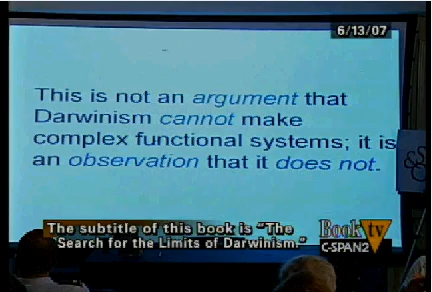 6/13/07
This is not an argument that
Darwinism cannot make
complex functional systems; it is
an observation that it does not.
The subtitle of this book is "The
Search for the Limits of Darwinism."
Book tv
C-SPAN2